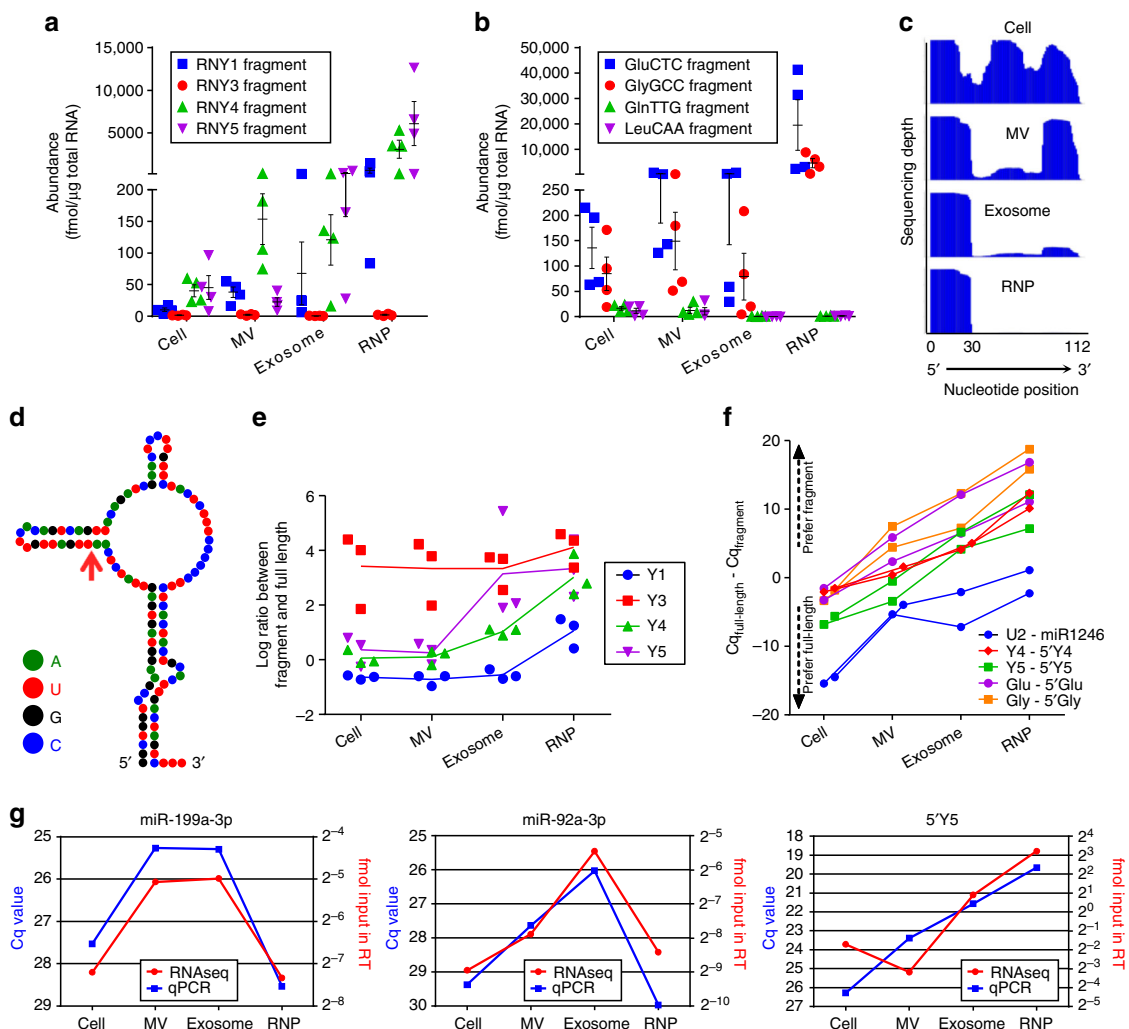 a
15,000
10,000
5000
200
150
100
50
0
Abundance
(fmol/μg total RNA)
RNY1 fragment
RNY3 fragment
RNY4 fragment
RNY5 fragment
Cell
MV
Exosome
RNP
b
50,000
40,000
30,000
20,000
10,000
250
200
150
100
50
0
Abundance
(fmol/μg total RNA)
GluCTC fragment
GlyGCC fragment
GlnTTG fragment
LeuCAA fragment
Cell
MV
Exosome
RNP
c
Cell
MV
Exosome
RNP
Sequencing depth
0 30 112
5′ 3′
Nucleotide position
d
A
U
G
C
5′ 3′
e
6
4
2
0
−2
Log ratio between
fragment and full length
Y1
Y3
Y4
Y5
Cell
MV
Exosome
RNP
f
20
10
0
−10
−20
Cqfull-length - Cqfragment
Prefer fragment
Prefer full-length
U2 - miR1246
Y4 - 5′Y4
Y5 - 5′Y5
Glu - 5′Glu
Gly - 5′Gly
Cell
MV
Exosome
RNP
g
miR-199a-3p
25
26
27
28
29
Cq value
2−4
2−5
2−6
2−7
2−8
fmol input in RT
RNAseq
qPCR
Cell MV Exosome RNP
miR-92a-3p
25
26
27
28
29
30
Cq value
2−5
2−6
2−7
2−8
2−9
2−10
fmol input in RT
RNAseq
qPCR
Cell MV Exosome RNP
5′Y5
18
19
20
21
22
23
24
25
26
27
Cq value
24
23
22
21
20
2−1
2−2
2−3
2−4
2−5
fmol input in RT
RNAseq
qPCR
Cell MV Exosome RNP